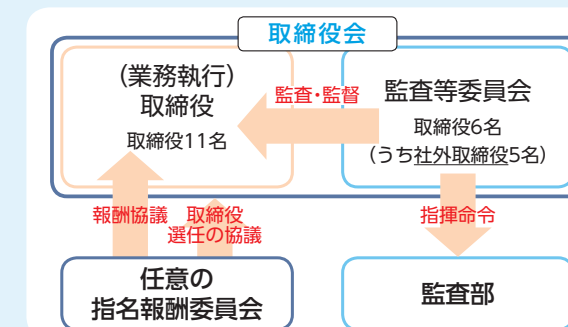 取締役会
(業務執行)
取締役
取締役11名
監査・監督
監査等委員会
取締役6名
(うち社外取締役5名)
報酬協議
取締役
選任の協議
指揮命令
任意の
指名報酬委員会
監査部